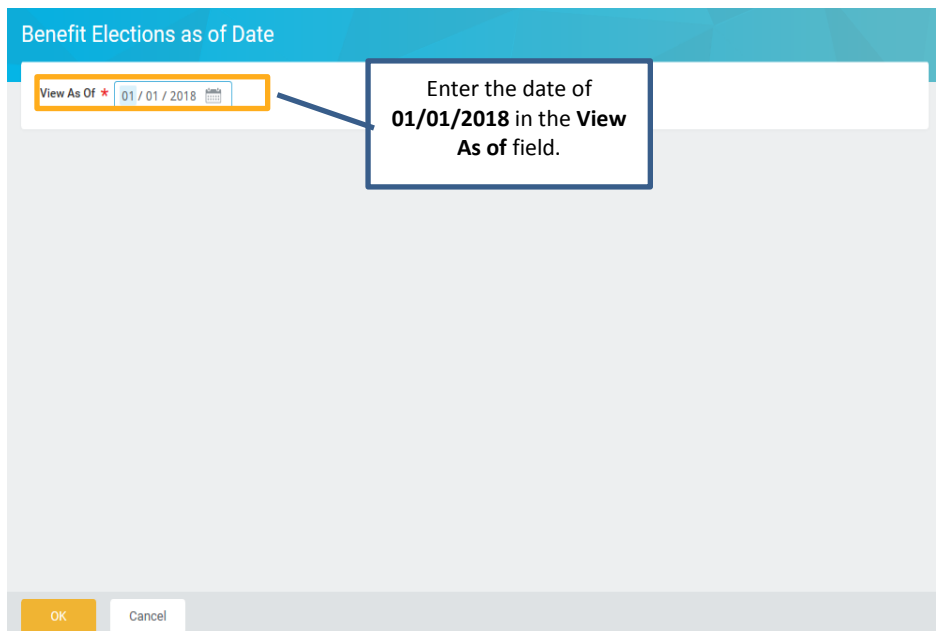 Benefit Elections as of Date
View As Of * 01 / 01 / 2018
Enter the date of
01/01/2018 in the View
As of field.
OK Cancel